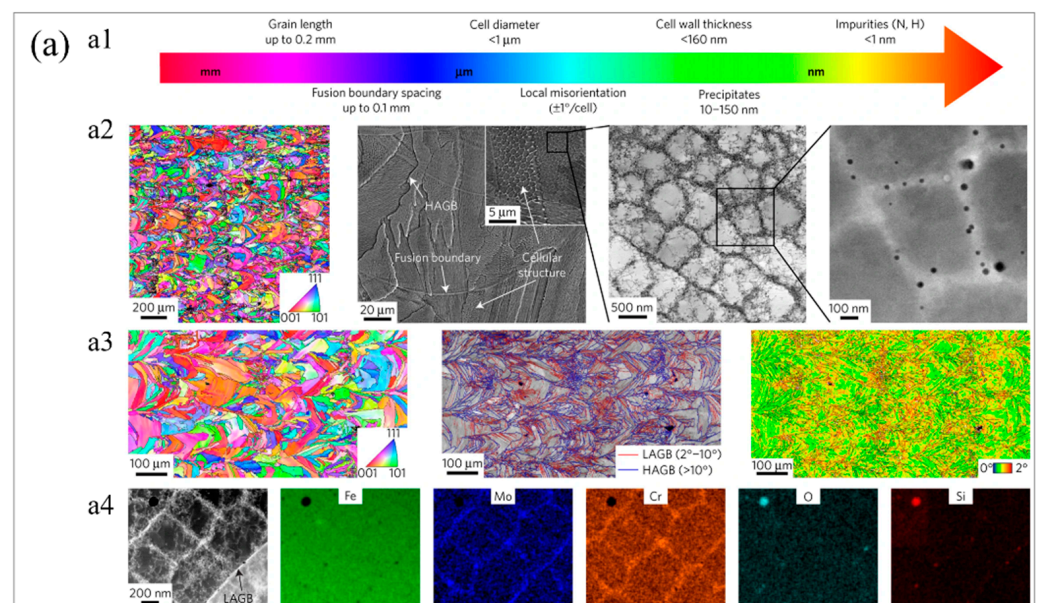 (a)
a1
Grain length
up to 0.2 mm
Cell diameter
<1 μm
Cell wall thickness
<160 nm
Impurities (N, H)
<1 nm
mm
μm
nm
Fusion boundary spacing
up to 0.1 mm
Local misorientation
(±1°/cell)
Precipitates
10–150 nm
a2
200 μm
111
001 101
HAGB
Fusion boundary
Cellular
structure
5 μm
20 μm
500 nm
100 nm
a3
100 μm
111
001 101
100 μm
LAGB (2°–10°)
HAGB (>10°)
100 μm
0° 2°
a4
200 nm
LAGB
Fe
Mo
Cr
O
Si